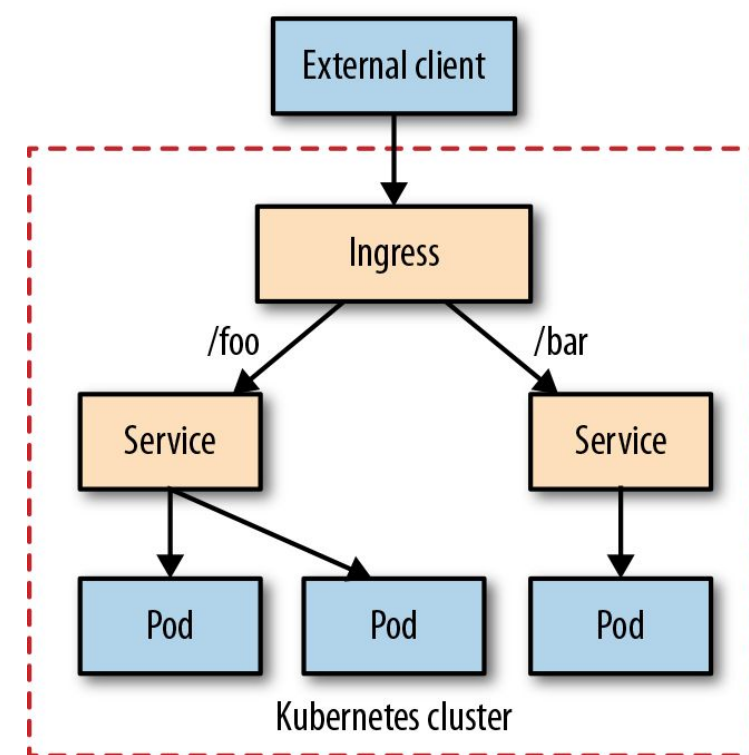 External client
Ingress
/foo
/bar
Service
Service
Pod
Pod
Pod
Kubernetes cluster